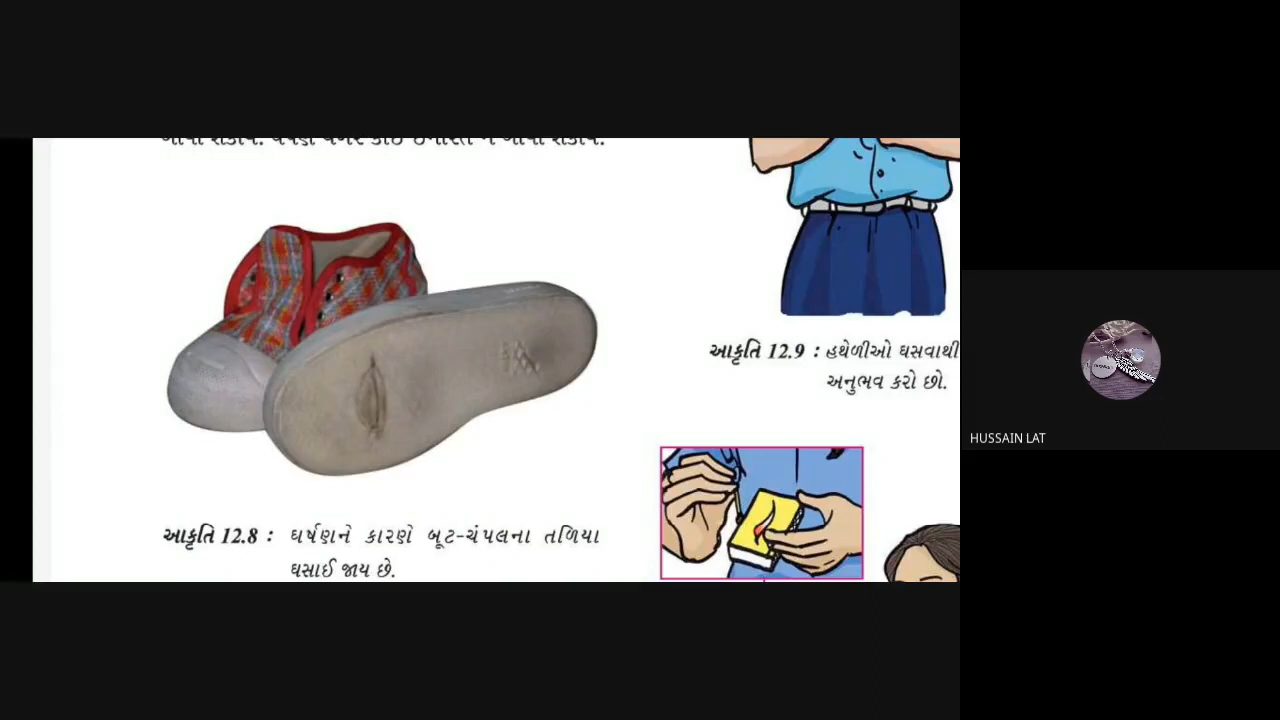 આકૃતિ 12.8 : ઘર્ષણને કારણે બૂટ-ચંપલના તળિયા
ઘસાઈ જાય છે.
આકૃતિ 12.9 : હથેળીઓ ઘસવાથી
અનુભવ કરો છો.
HUSSAIN LAT